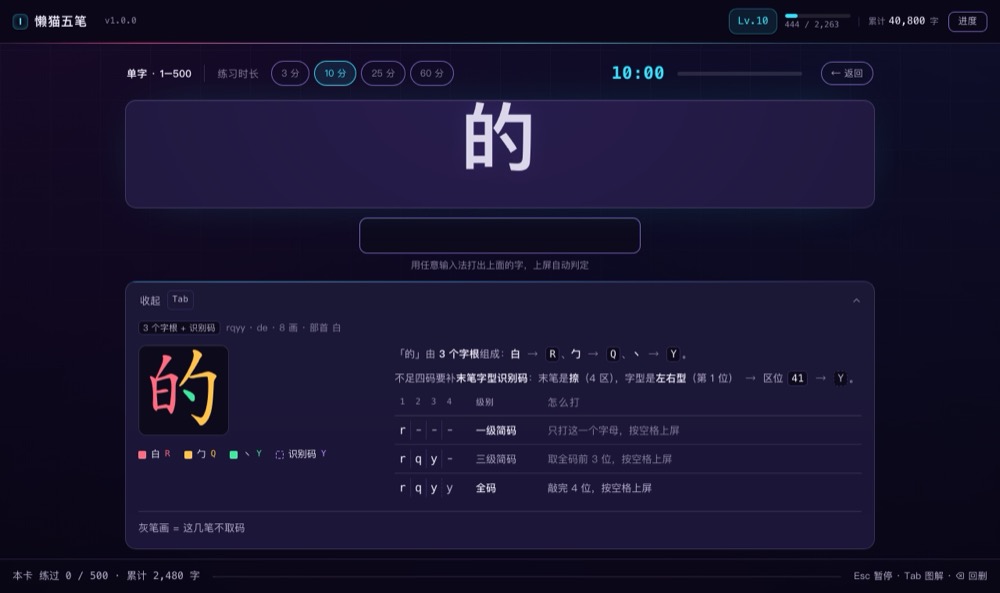 懒猫五笔 v1.0.0 Lv.10 444 / 2,263 累计 40,800 字 进度
单字 · 1—500 练习时长 3 分 10 分 25 分 60 分 10:00 ← 返回
的
用任意输入法打出上面的字，上屏自动判定
收起 Tab
3 个字根 + 识别码 rqyy · de · 8 画 · 部首 白
的
白 R 勹 Q 丶 Y 识别码 Y
「的」由 3 个字根组成：白 → R 、勹 → Q 、丶 → Y 。
不足四码要补末笔字型识别码：末笔是捺（4 区），字型是左右型（第 1 位） → 区位 41 → Y 。
1 2 3 4 级别 怎么打
r - - - 一级简码 只打这一个字母，按空格上屏
r q y - 三级简码 取全码前 3 位，按空格上屏
r q y y 全码 敲完 4 位，按空格上屏
灰笔画 = 这几笔不取码
本卡 练过 0 / 500 · 累计 2,480 字 Esc 暂停 · Tab 图解 · ⌫ 回删